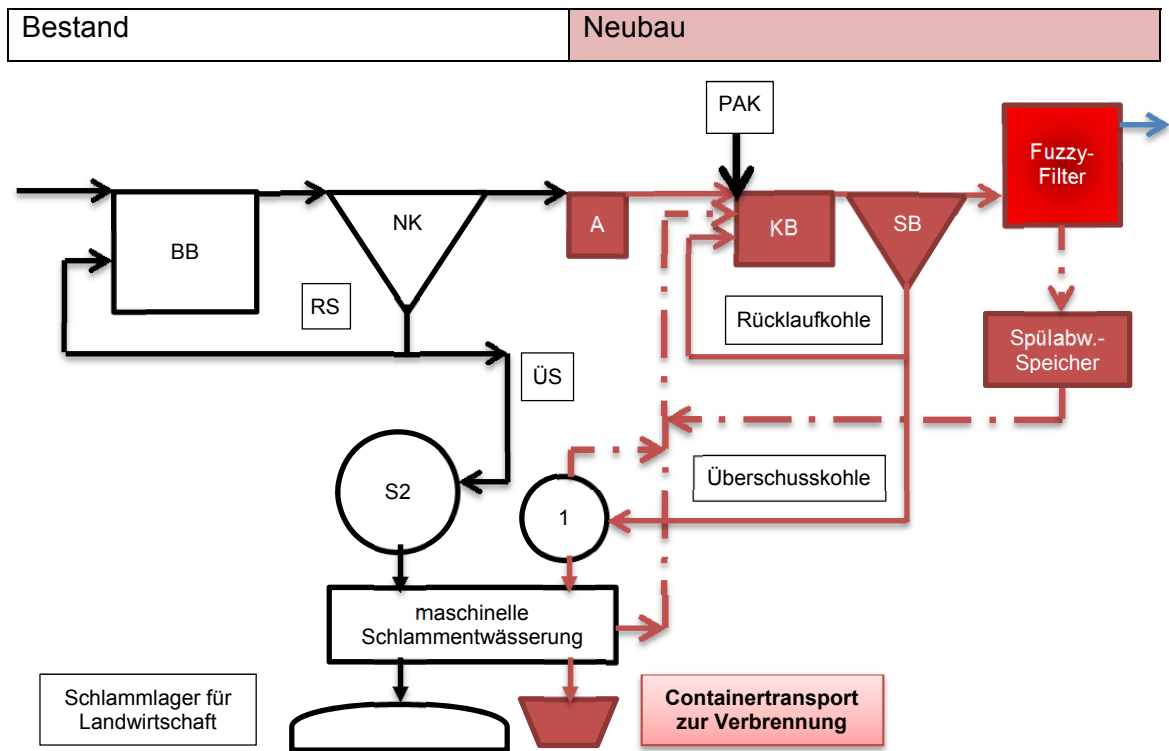 Bestand
Neubau
PAK
Fuzzy-
Filter
BB
NK
A
KB
SB
RS
Rücklaufkohle
Spülabw.-
Speicher
ÜS
S2
1
Überschusskohle
maschinelle
Schlammentwässerung
Schlammlager für
Landwirtschaft
Containertransport
zur Verbrennung